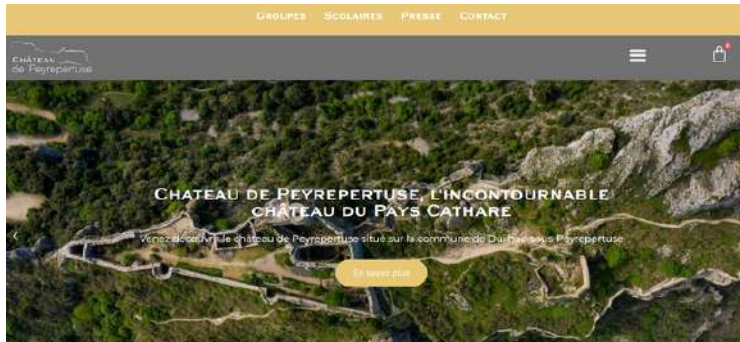 Groupes Scolaires Presse Contact
Château
de Peyrepertuse
Chateau de Peyrepertuse, l'incontournable
château du Pays Cathare
Venez découvrir le château de Peyrepertuse situé sur la commune de Duilhac sous Peyrepertuse
En savoir plus